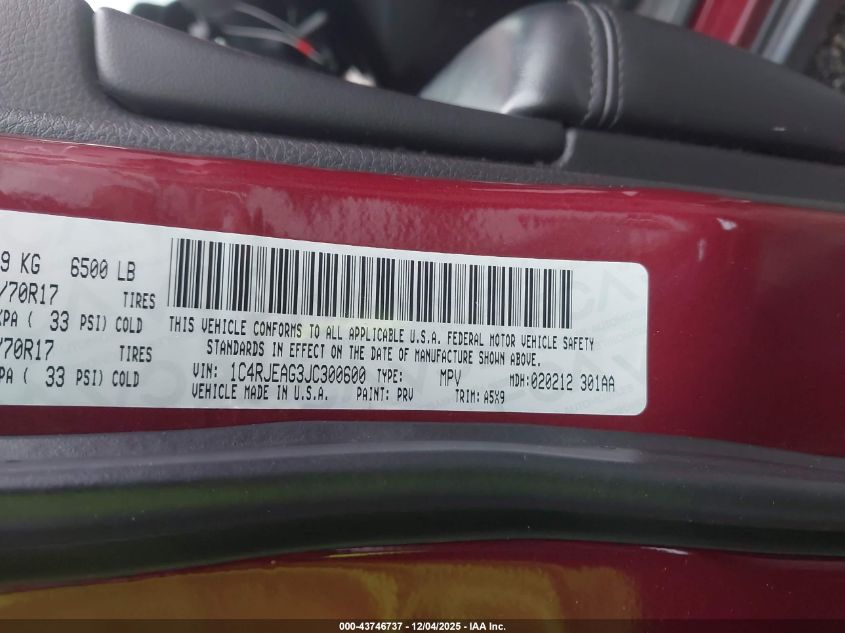 9 KG 6500 LB
/70R17 TIRES
KPA ( 33 PSI) COLD
/70R17 TIRES
PA ( 33 PSI) COLD
THIS VEHICLE CONFORMS TO ALL APPLICABLE U.S.A. FEDERAL MOTOR VEHICLE SAFETY
STANDARDS IN EFFECT ON THE DATE OF MANUFACTURE SHOWN ABOVE.
VIN: 1C4RJEAG3JC300600 TYPE: MPV MDH: 020212 301AA
VEHICLE MADE IN U.S.A. PAINT: PRV TRIM: A5X9
000-43746737 - 12/04/2025 - IAA Inc.